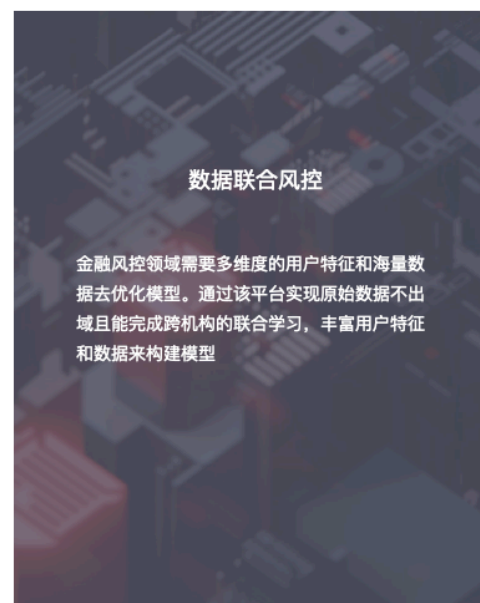 数据联合风控
金融风控领域需要多维度的用户特征和海量数
据去优化模型。通过该平台实现原始数据不出
域且能完成跨机构的联合学习，丰富用户特征
和数据来构建模型